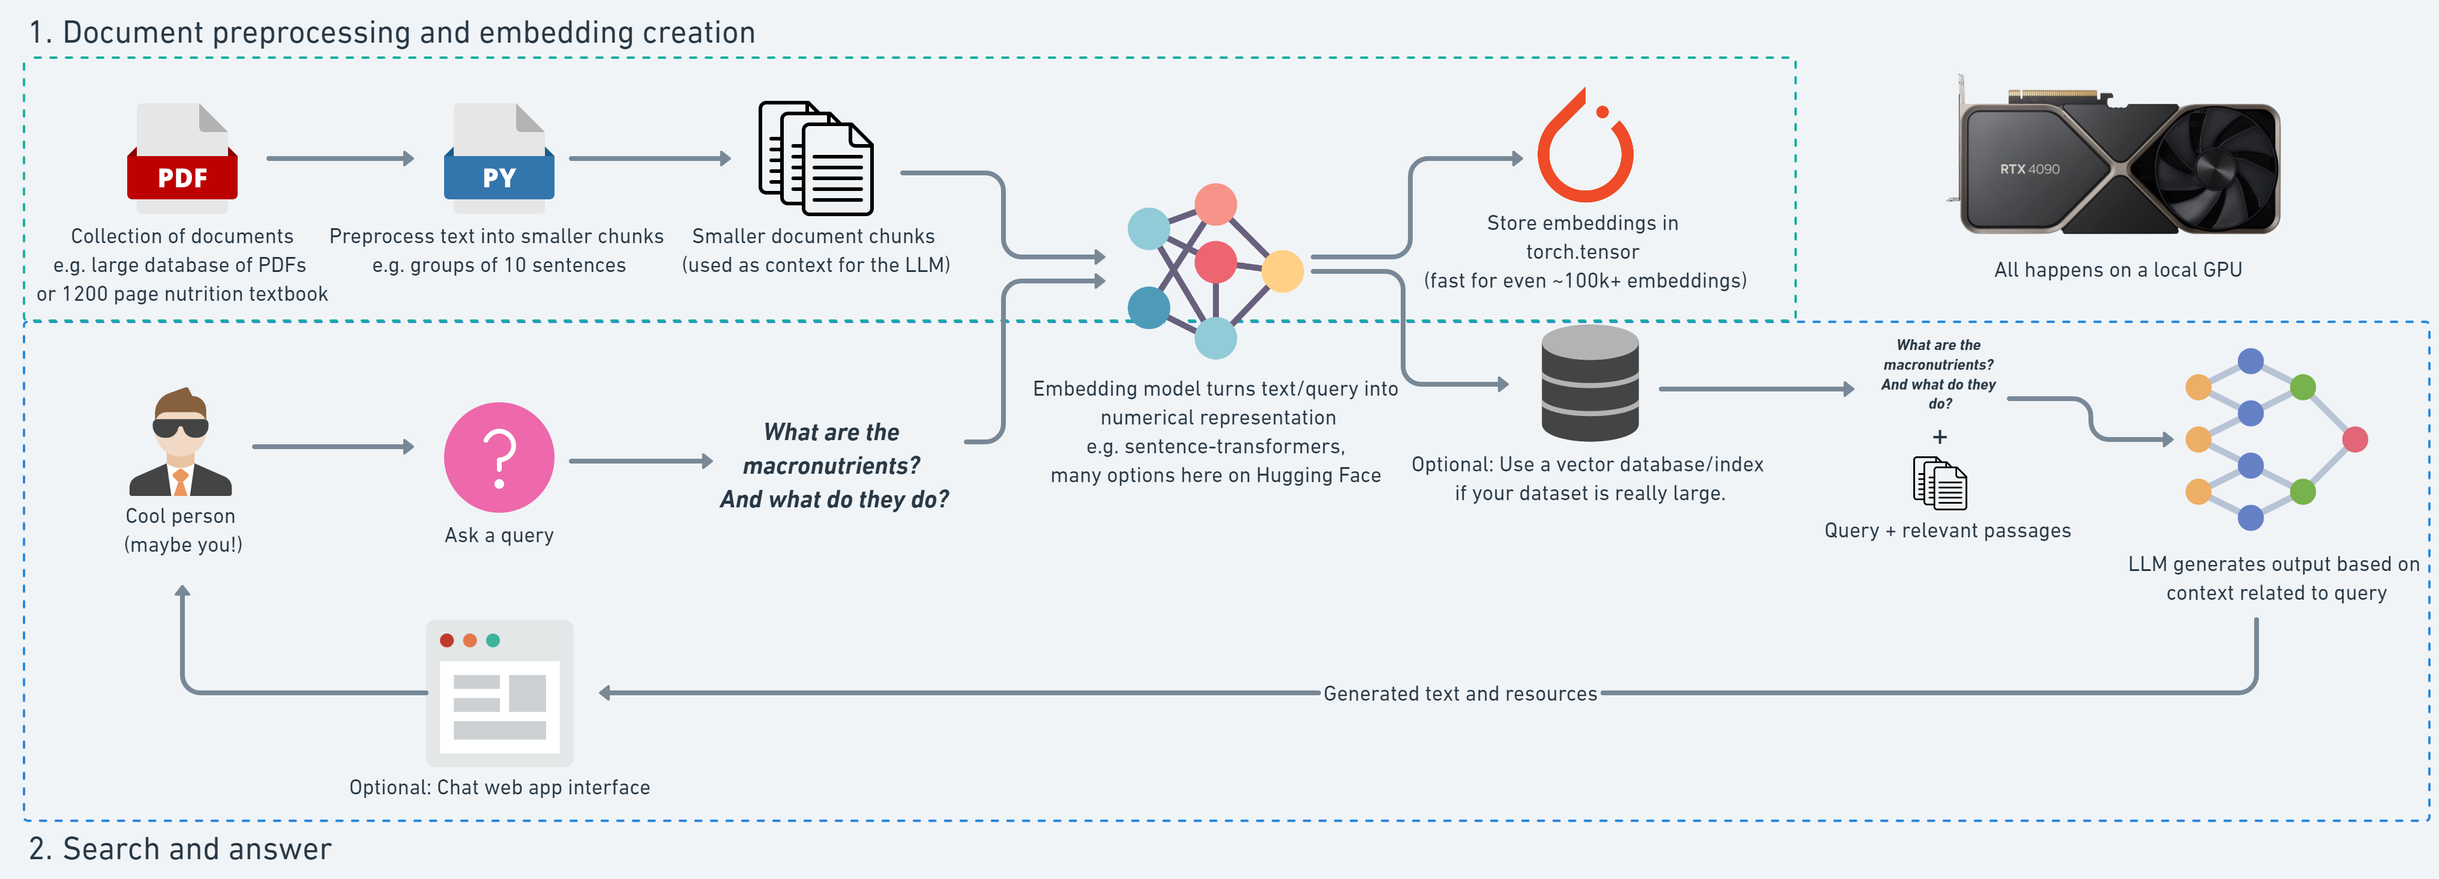 1. Document preprocessing and embedding creation
PDF
Collection of documents
e.g. large database of PDFs
or 1200 page nutrition textbook
PY
Preprocess text into smaller chunks
e.g. groups of 10 sentences
Smaller document chunks
(used as context for the LLM)
Store embeddings in
torch.tensor
(fast for even ~100k+ embeddings)
RTX 4090
All happens on a local GPU
Cool person
(maybe you!)
?
Ask a query
What are the
macronutrients?
And what do they do?
Embedding model turns text/query into
numerical representation
e.g. sentence-transformers,
many options here on Hugging Face
Optional: Use a vector database/index
if your dataset is really large.
What are the
macronutrients?
And what do they
do?
+
Query + relevant passages
LLM generates output based on
context related to query
Generated text and resources
Optional: Chat web app interface
2. Search and answer